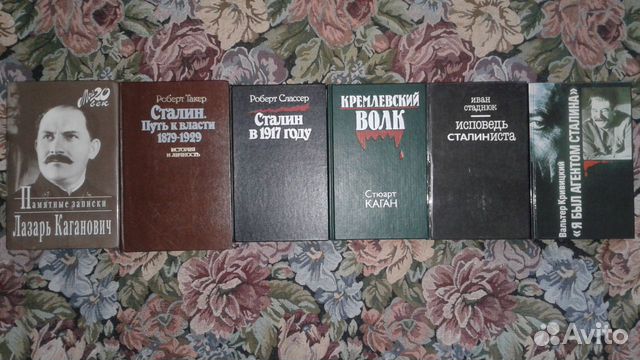 Мой 20 век
Памятные записки
Лазарь Каганович
Роберт Такер
Сталин.
Путь к власти
1879-1929
история
и личность
Роберт Слассер
Сталин
в 1917 году
КРЕМЛЕВСКИЙ
ВОЛК
Стюарт
КАГАН
ИВАН
СТАДНЮК
ИСПОВЕДЬ
СТАЛИНИСТА
Вальтер Кривицкий
«Я БЫЛ АГЕНТОМ СТАЛИНА»
Avito